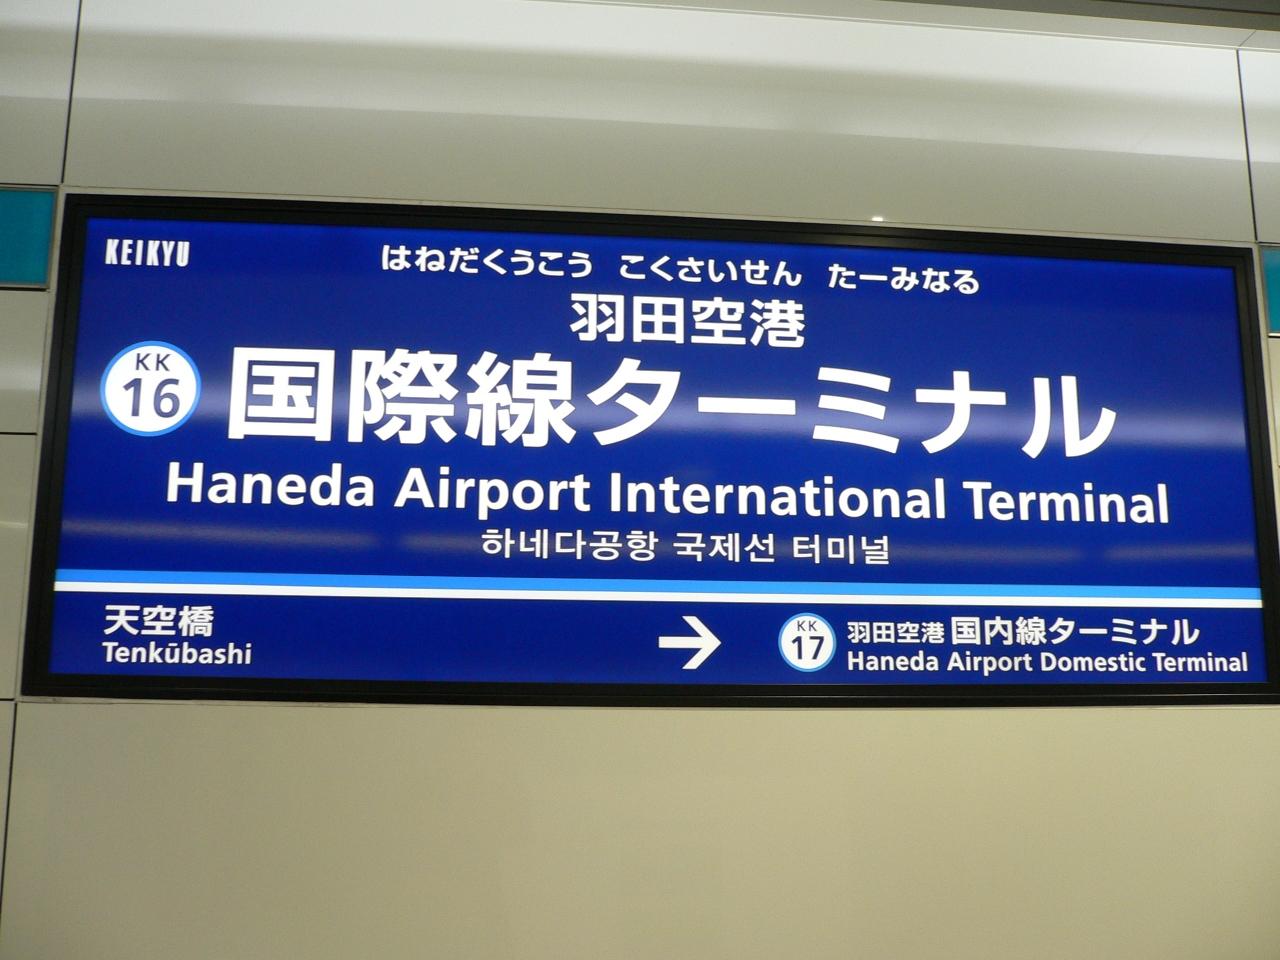 KEIKYU
はねだくうこう こくさいせん たーみなる
羽田空港
KK
16
国際線ターミナル
Haneda Airport International Terminal
하네다공항 국제선 터미널
天空橋
Tenkūbashi
→
KK
17
羽田空港 国内線ターミナル
Haneda Airport Domestic Terminal